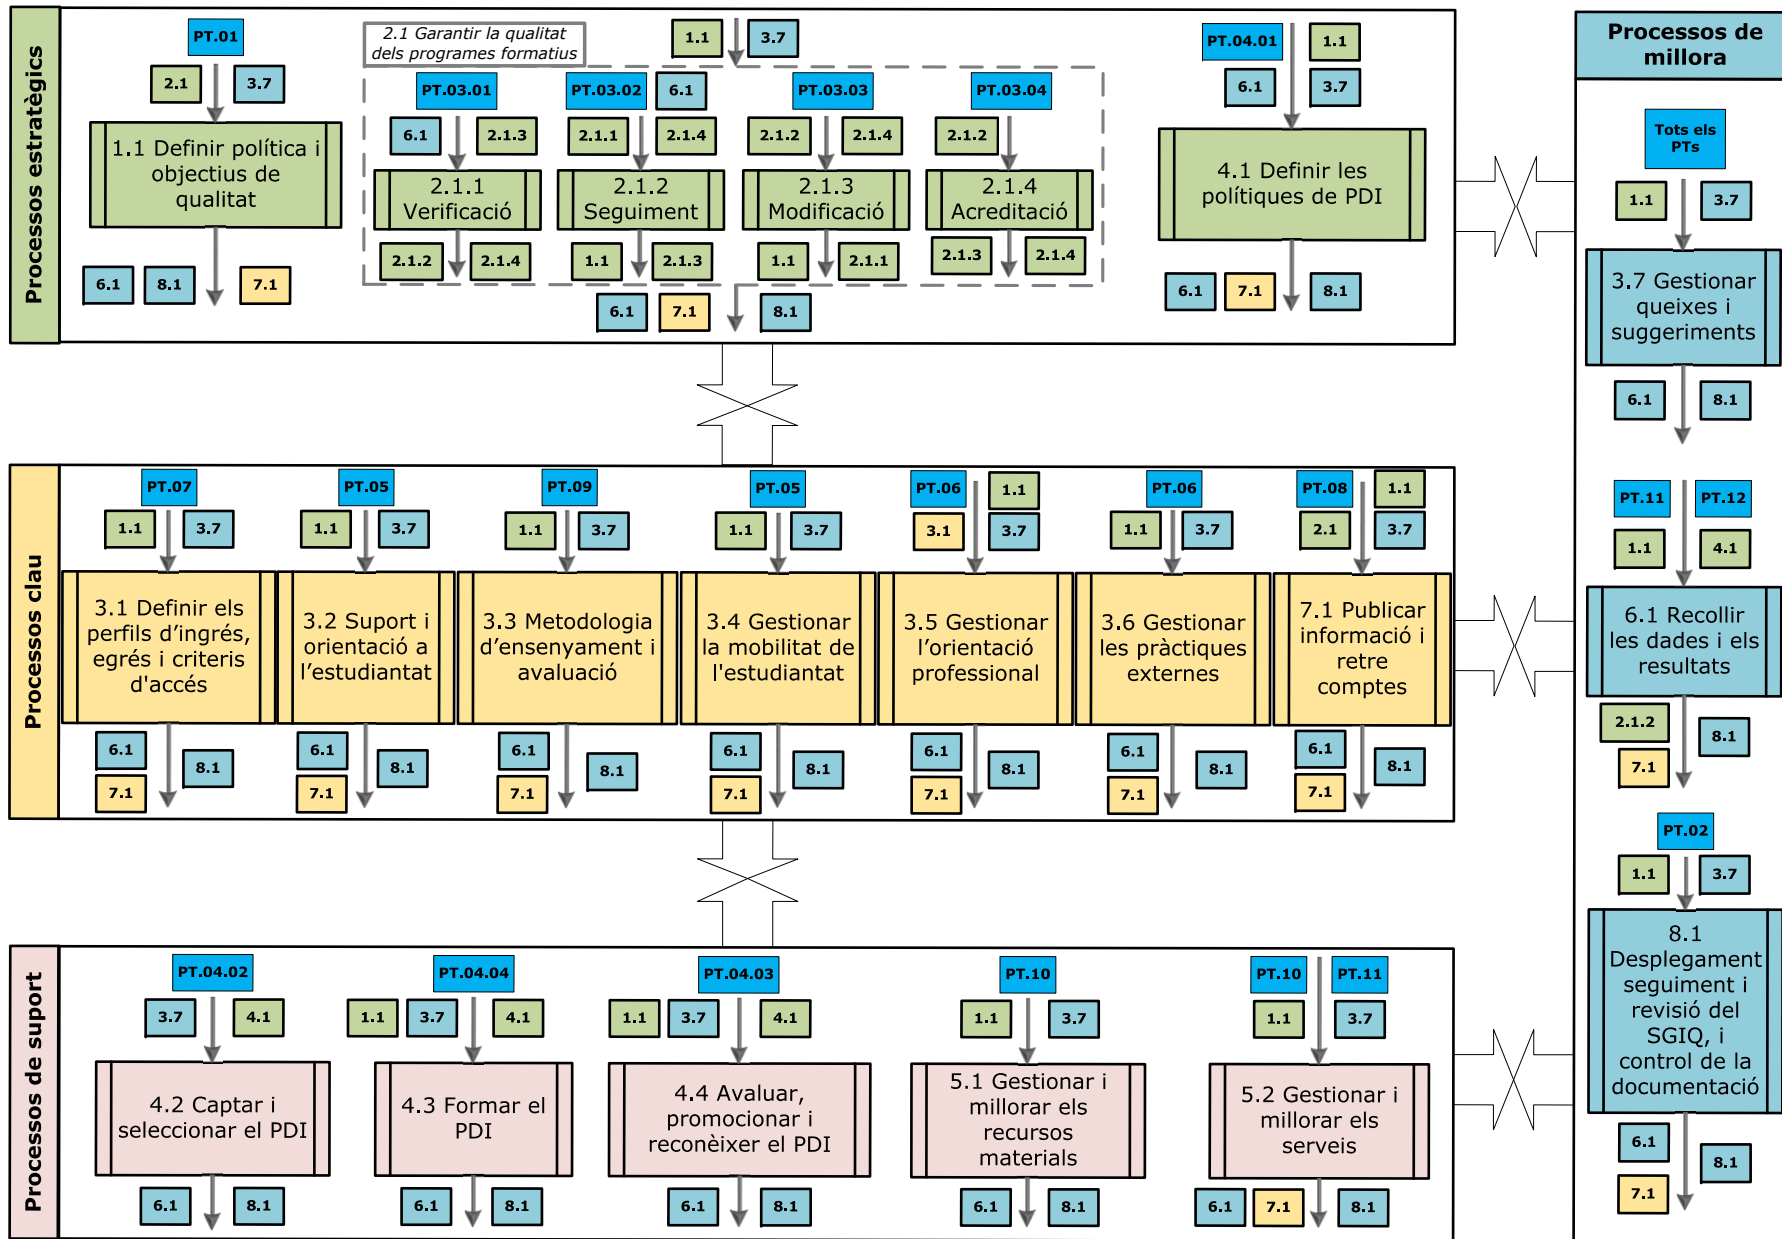 Processos estratègics
PT.01
2.1
3.7
1.1 Definir política i
objectius de
qualitat
6.1
8.1
7.1
2.1 Garantir la qualitat
dels programes formatius
1.1
3.7
PT.03.01
6.1
2.1.3
2.1.1
Verificació
2.1.2
2.1.4
PT.03.02
6.1
2.1.1
2.1.4
2.1.2
Seguiment
1.1
2.1.3
PT.03.03
2.1.2
2.1.4
2.1.3
Modificació
1.1
2.1.1
PT.03.04
2.1.2
2.1.4
Acreditació
2.1.3
2.1.4
6.1
7.1
8.1
PT.04.01
1.1
6.1
3.7
4.1 Definir les
polítiques de PDI
6.1
7.1
8.1
Processos clau
PT.07
1.1
3.7
3.1 Definir els
perfils d’ingrés,
egrés i criteris
d'accés
6.1
8.1
7.1
PT.05
1.1
3.7
3.2 Suport i
orientació a
l’estudiantat
6.1
8.1
7.1
PT.09
1.1
3.7
3.3 Metodologia
d’ensenyament i
avaluació
6.1
8.1
7.1
PT.05
1.1
3.7
3.4 Gestionar
la mobilitat de
l'estudiantat
6.1
8.1
7.1
PT.06
1.1
3.1
3.7
3.5 Gestionar
l’orientació
professional
6.1
8.1
7.1
PT.06
1.1
3.7
3.6 Gestionar
les pràctiques
externes
6.1
8.1
7.1
PT.08
1.1
2.1
3.7
7.1 Publicar
informació i
retre
comptes
6.1
8.1
7.1
Processos de suport
PT.04.02
3.7
4.1
4.2 Captar i
seleccionar el PDI
6.1
8.1
PT.04.04
1.1
3.7
4.1
4.3 Formar el
PDI
6.1
8.1
PT.04.03
1.1
3.7
4.1
4.4 Avaluar,
promocionar i
reconèixer el PDI
6.1
8.1
PT.10
1.1
3.7
5.1 Gestionar i
millorar els
recursos
materials
6.1
8.1
PT.10
PT.11
1.1
3.7
5.2 Gestionar i
millorar els
serveis
6.1
7.1
8.1
Processos de
millora
Tots els
PTs
1.1
3.7
3.7 Gestionar
queixes i
suggeriments
6.1
8.1
PT.11
PT.12
1.1
4.1
6.1 Recollir
les dades i els
resultats
2.1.2
8.1
7.1
PT.02
1.1
3.7
8.1
Desplegament
seguiment i
revisió del
SGIQ, i
control de la
documentació
6.1
8.1
7.1